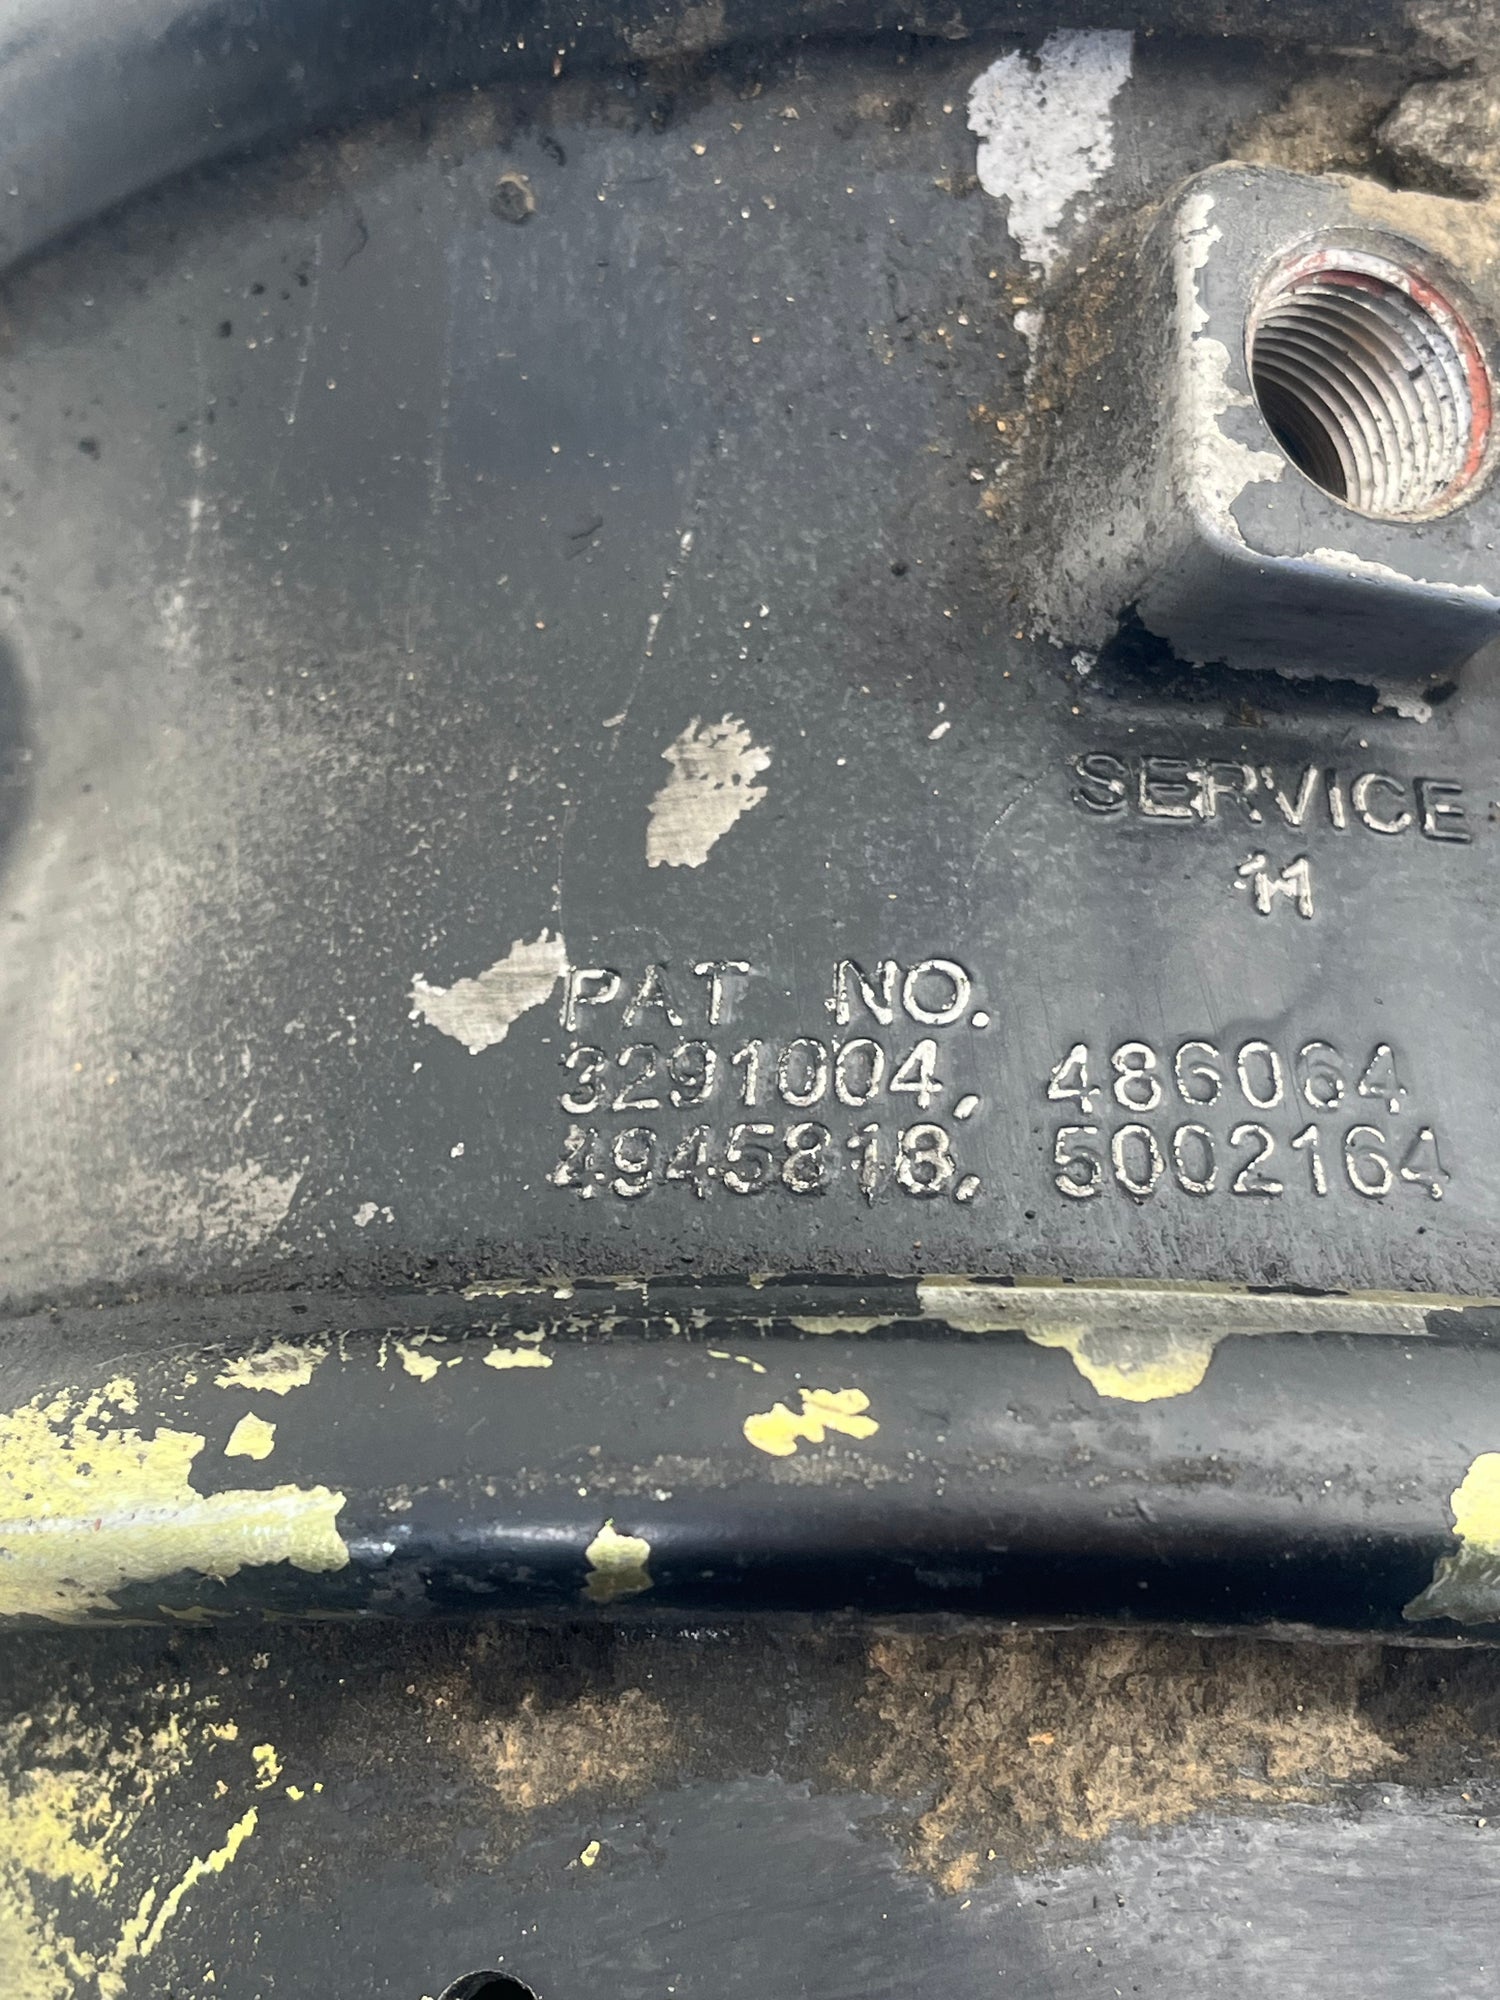 SERVICE
11
PAT NO.
3291004, 486064
4945818, 5002164